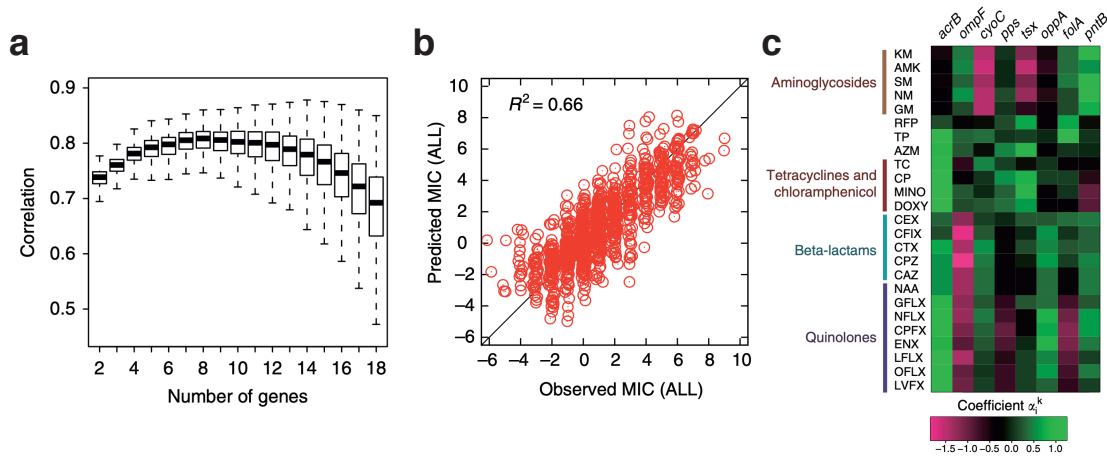 a
Correlation
0.9
0.8
0.7
0.6
0.5
2 4 6 8 10 12 14 16 18
Number of genes
b
Predicted MIC (ALL)
R² = 0.66
10
8
6
4
2
0
−2
−4
−6
−6 −4 −2 0 2 4 6 8 10
Observed MIC (ALL)
c
acrB ompF cyoC pps tsx oppA folA pntB
Aminoglycosides
Tetracyclines and
chloramphenicol
Beta-lactams
Quinolones
KM
AMK
SM
NM
GM
RFP
TP
AZM
TC
CP
MINO
DOXY
CEX
CFIX
CTX
CPZ
CAZ
NAA
GFLX
NFLX
CPFX
ENX
LFLX
OFLX
LVFX
Coefficient αᵢᵏ
−1.5 −1.0 −0.5 0.0 0.5 1.0